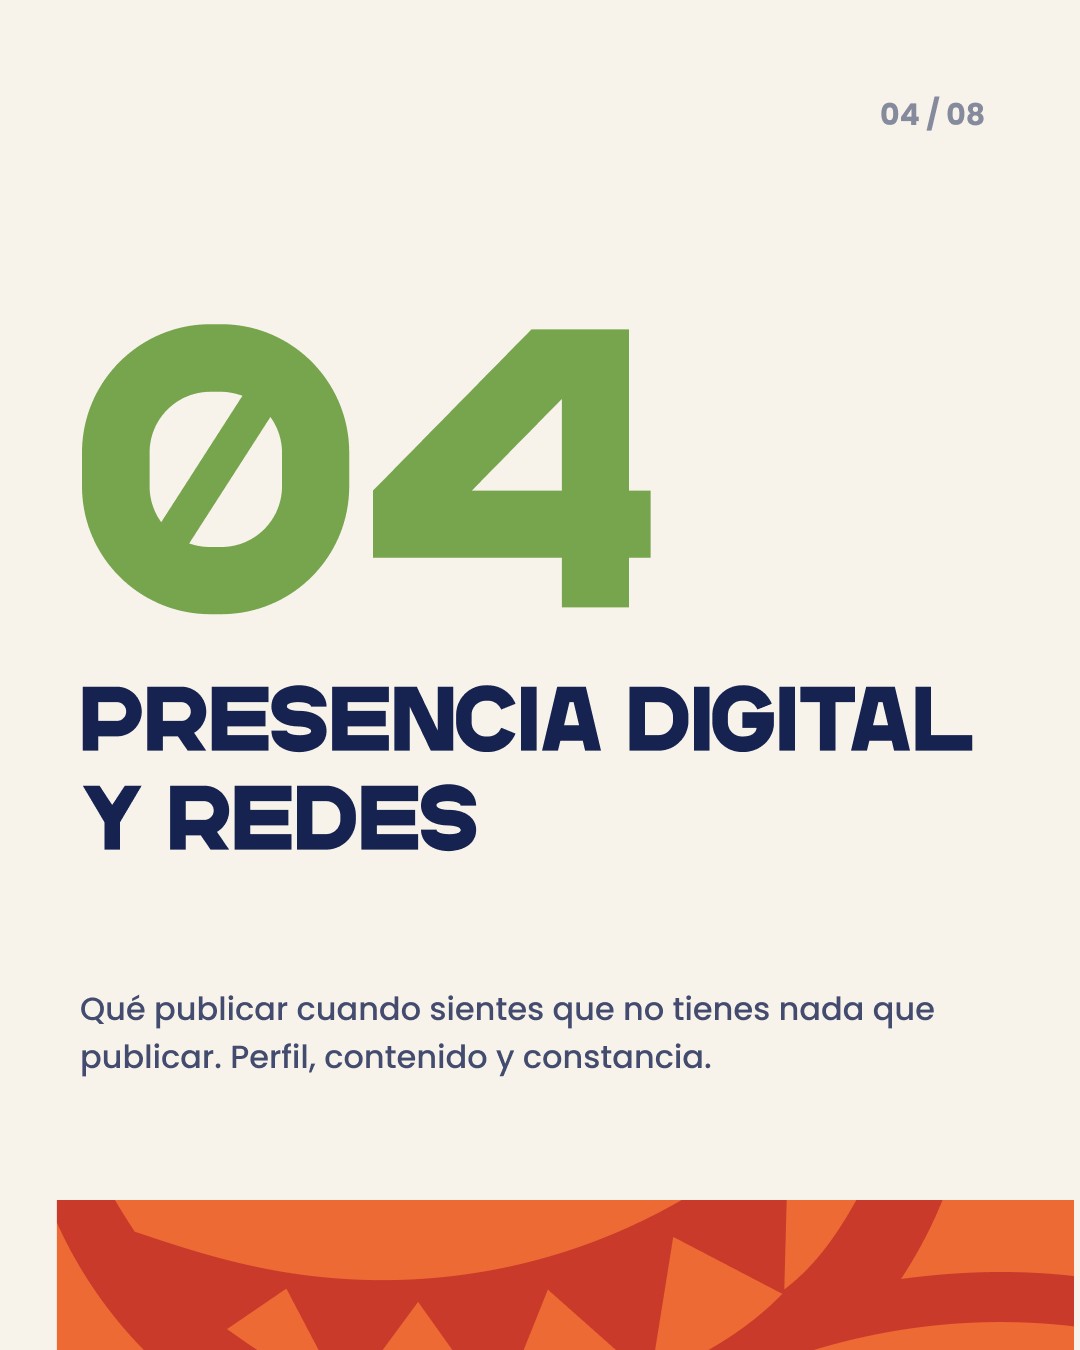 04 / 08
04
PRESENCIA DIGITAL
Y REDES
Qué publicar cuando sientes que no tienes nada que
publicar. Perfil, contenido y constancia.